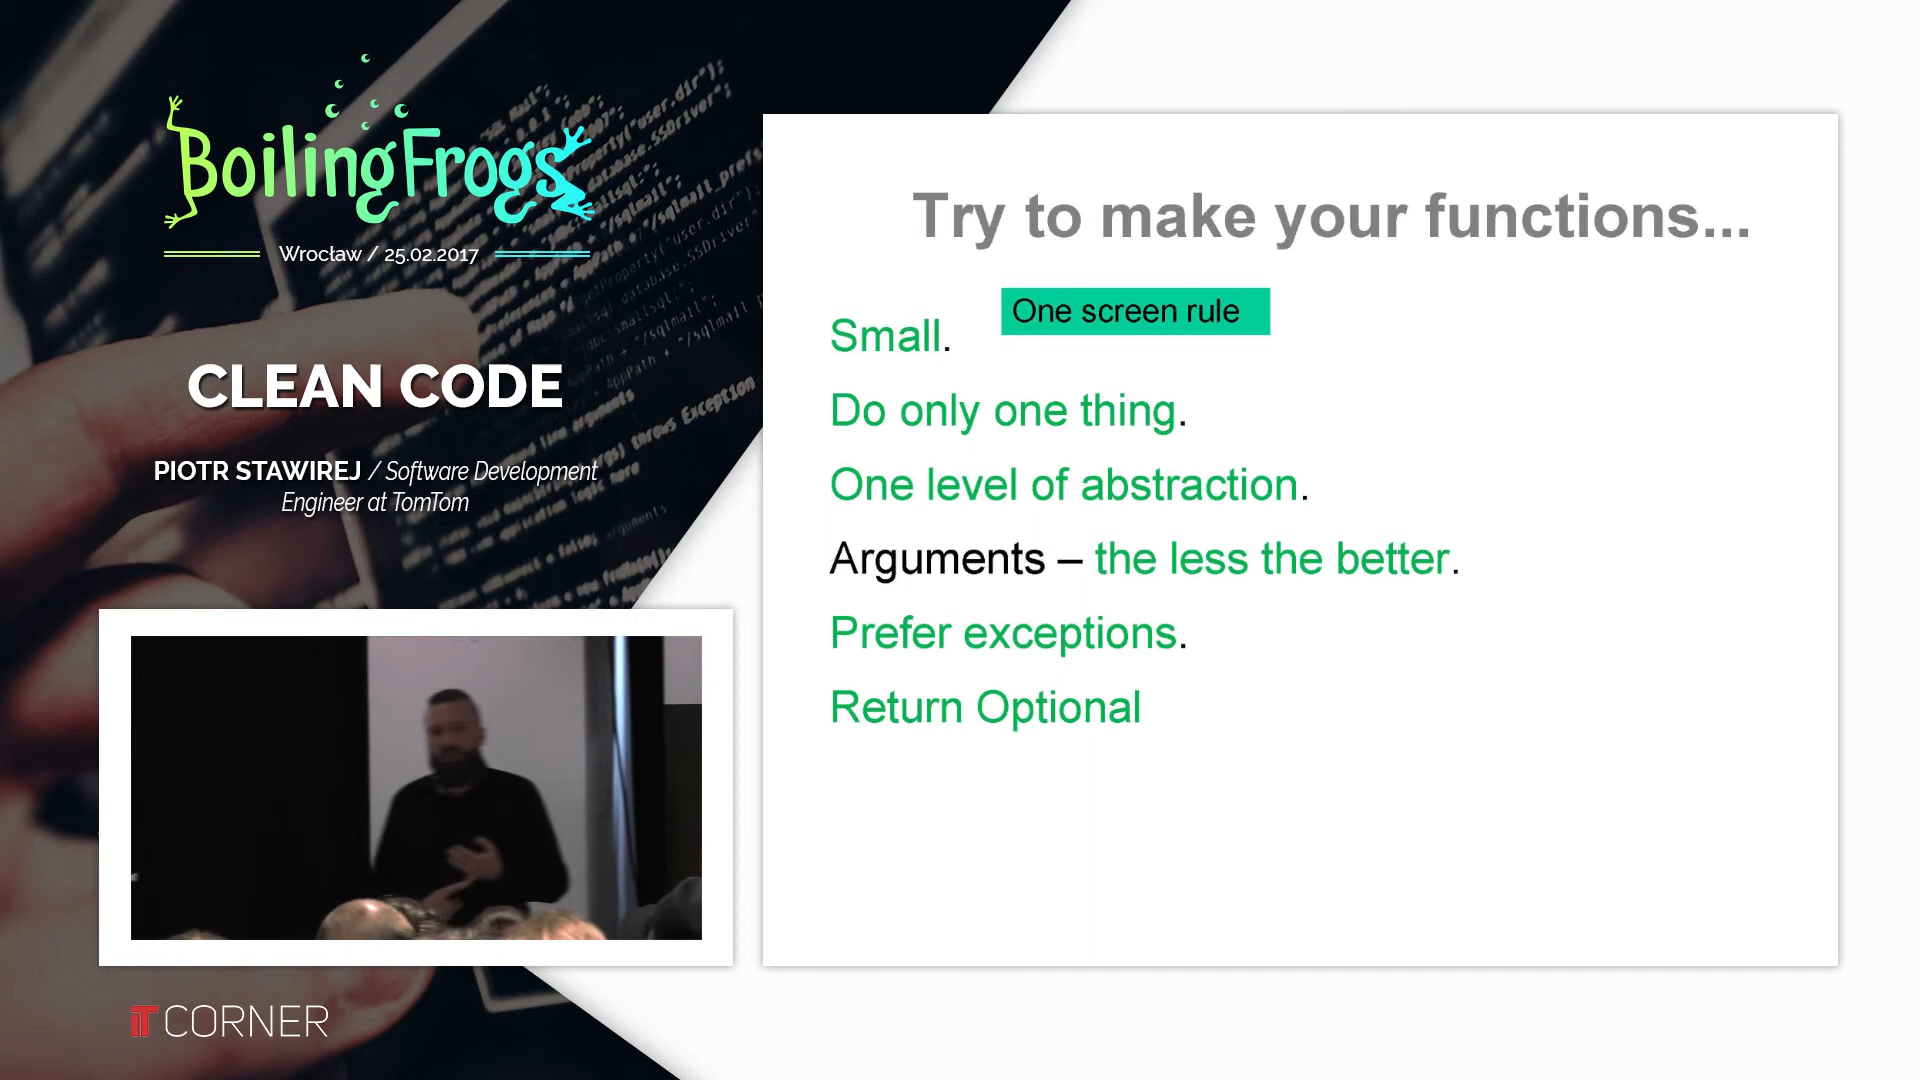 BoilingFrogs
Wrocław / 25.02.2017
CLEAN CODE
PIOTR STAWIREJ / Software Development
Engineer at TomTom
IT CORNER
Try to make your functions...
One screen rule
Small.
Do only one thing.
One level of abstraction.
Arguments – the less the better.
Prefer exceptions.
Return Optional